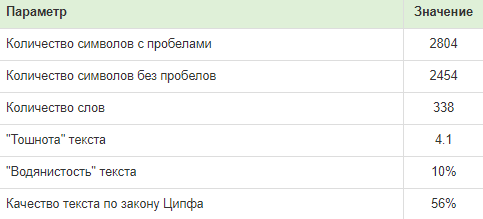 Параметр Значение
Количество символов с пробелами 2804
Количество символов без пробелов 2454
Количество слов 338
"Тошнота" текста 4.1
"Водянистость" текста 10%
Качество текста по закону Ципфа 56%